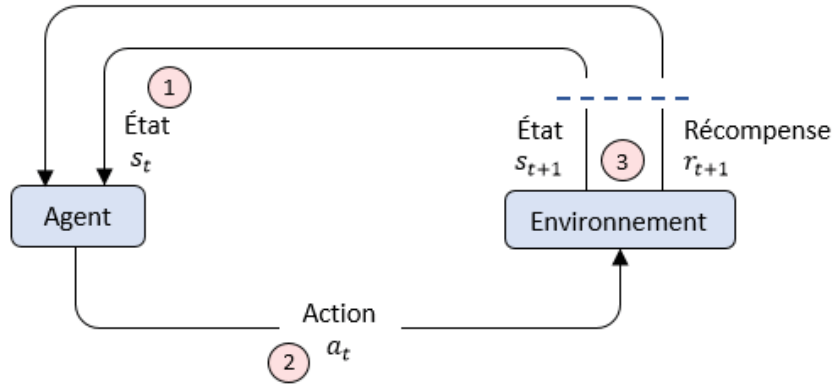 1
État
s_t
État
s_{t+1}
3
Récompense
r_{t+1}
Agent
Environnement
Action
a_t
2